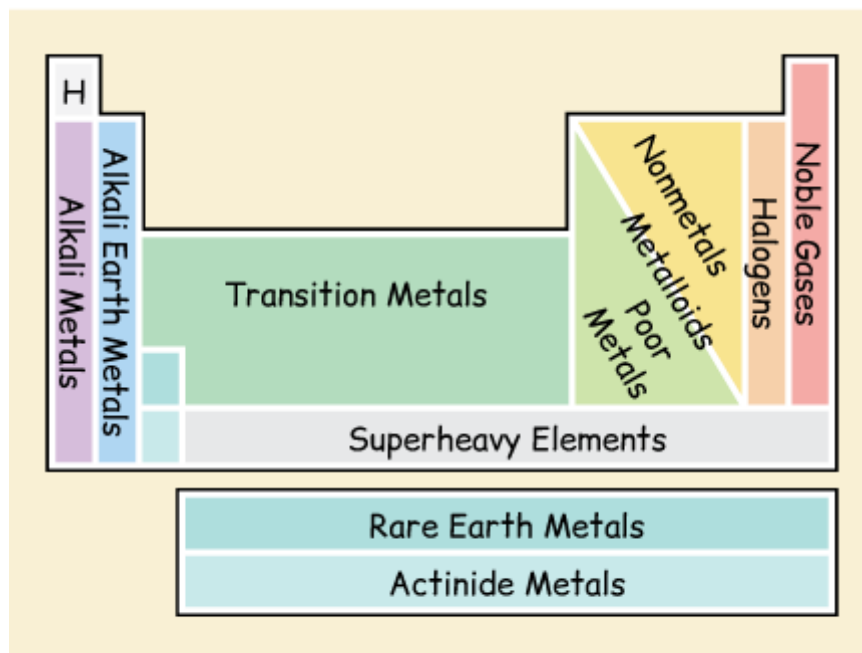 H
Alkali Metals
Alkali Earth Metals
Transition Metals
Nonmetals
Metalloids
Poor
Metals
Halogens
Noble Gases
Superheavy Elements
Rare Earth Metals
Actinide Metals